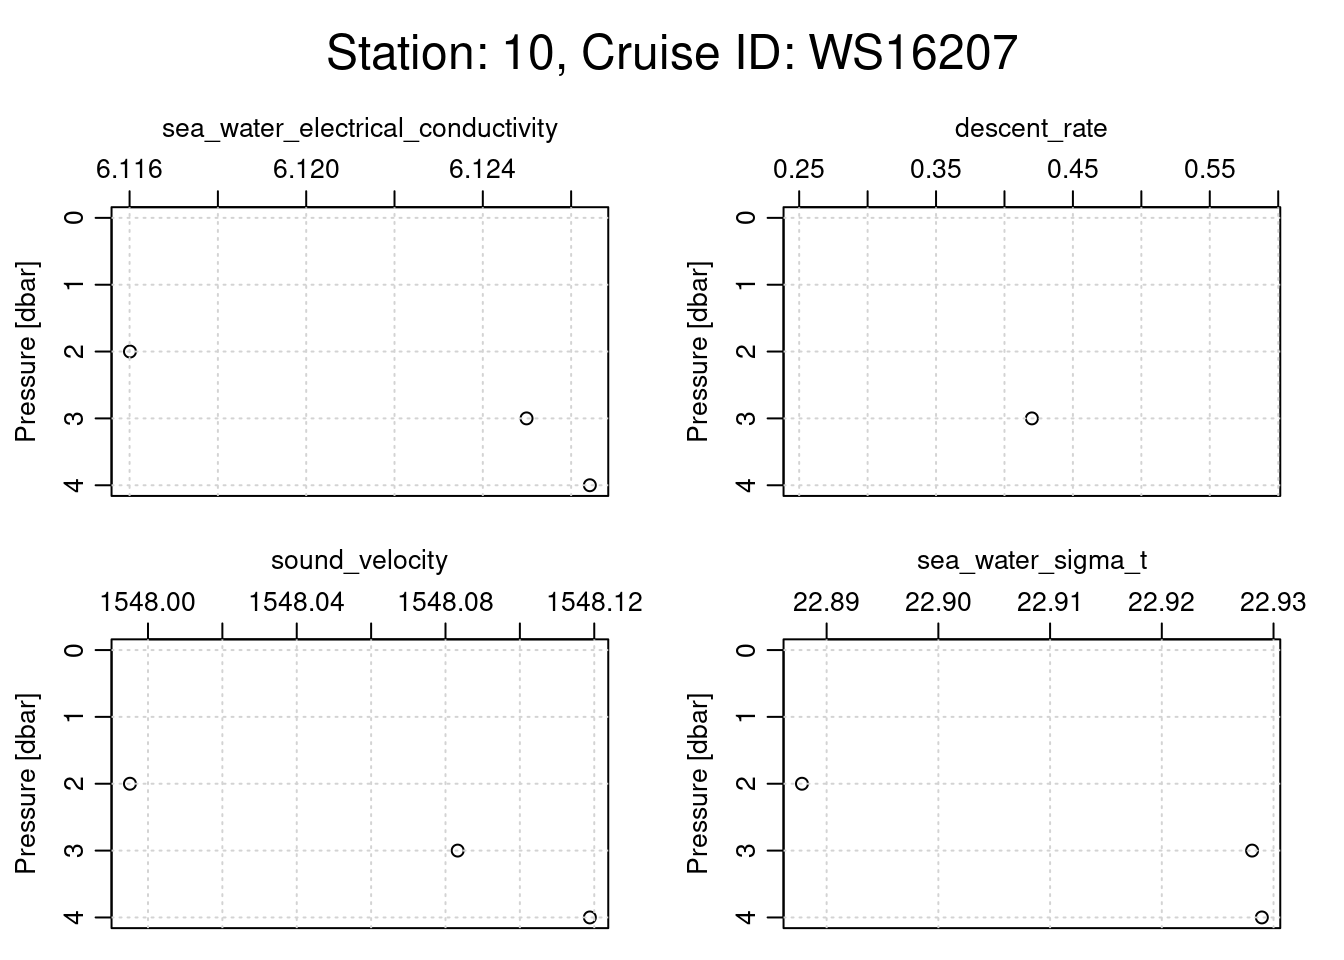 Station: 10, Cruise ID: WS16207
sea_water_electrical_conductivity
6.116 6.120 6.124
Pressure [dbar]
0
1
2
3
4
descent_rate
0.25 0.35 0.45 0.55
Pressure [dbar]
0
1
2
3
4
sound_velocity
1548.00 1548.04 1548.08 1548.12
Pressure [dbar]
0
1
2
3
4
sea_water_sigma_t
22.89 22.90 22.91 22.92 22.93
Pressure [dbar]
0
1
2
3
4